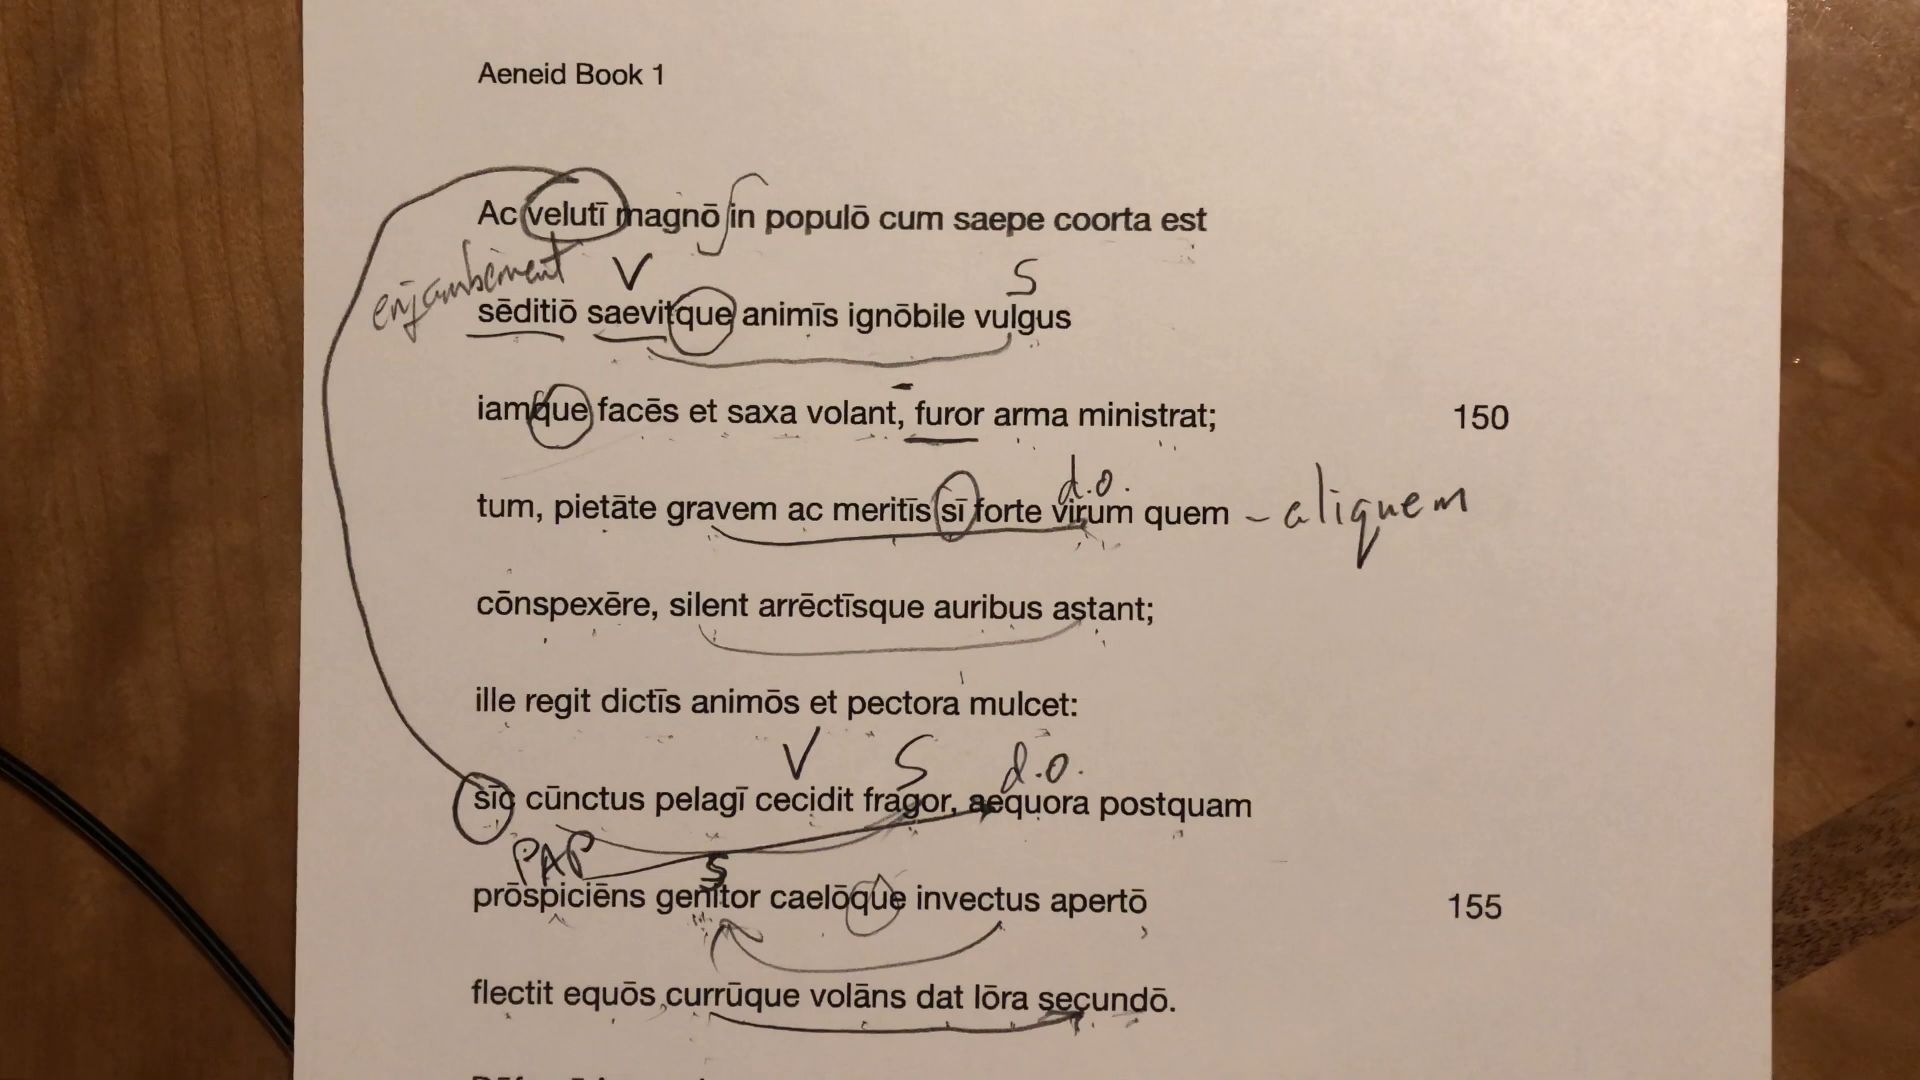 Aeneid Book 1
Ac velutī magnō in populō cum saepe coorta est
enjambement V S
sēditiō saevitque animīs ignōbile vulgus
iamque facēs et saxa volant, furor arma ministrat; 150
d.o.
tum, pietāte gravem ac meritīs sī forte virum quem - aliquem
cōnspexēre, silent arrēctīsque auribus astant;
ille regit dictīs animōs et pectora mulcet:
V S d.o.
sīc cūnctus pelagī cecidit fragor, aequora postquam
PAP S
prōspiciēns genitor caelōque invectus apertō 155
flectit equōs currūque volāns dat lōra secundō.